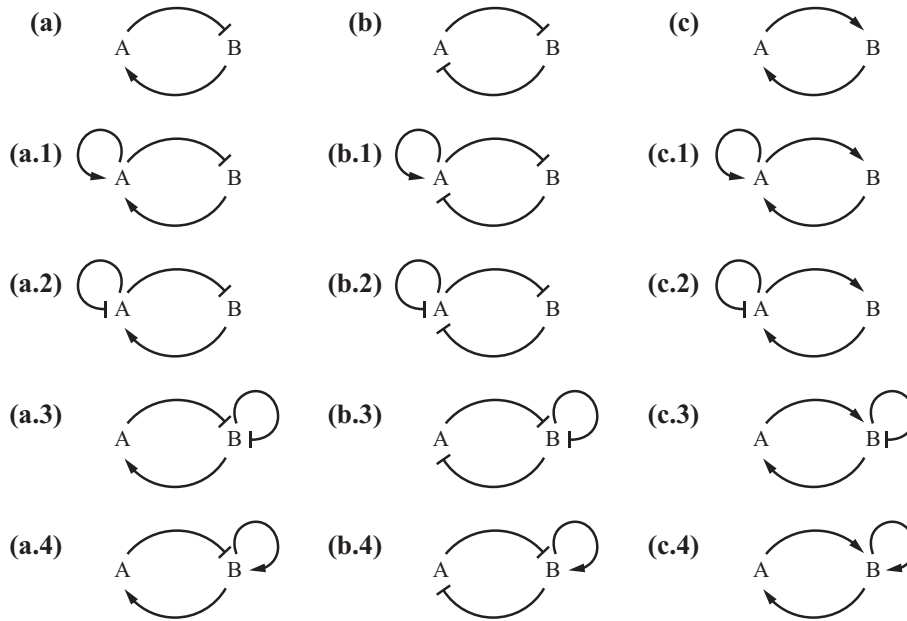 (a) (b) (c)
A B A B A B
(a.1) (b.1) (c.1)
A B A B A B
(a.2) (b.2) (c.2)
A B A B A B
(a.3) (b.3) (c.3)
A B A B A B
(a.4) (b.4) (c.4)
A B A B A B